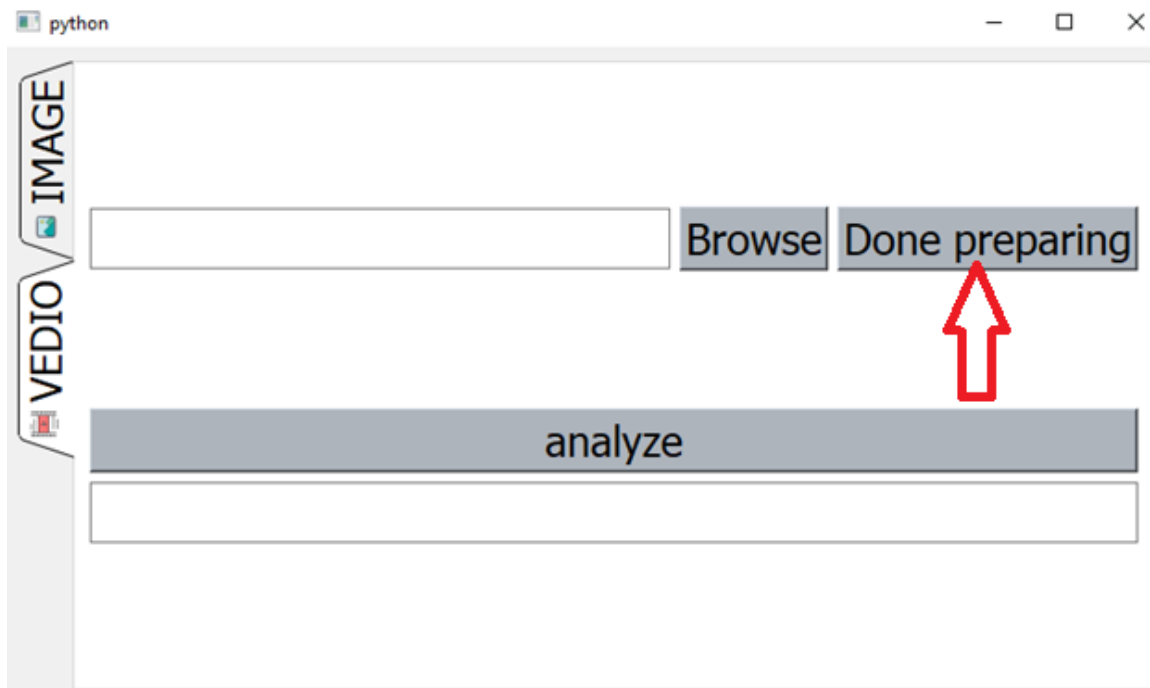 python
IMAGE
VEDIO
Browse
Done preparing
analyze